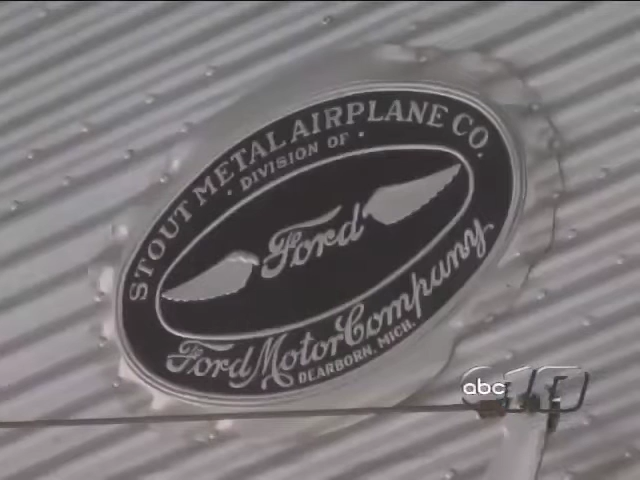 STOUT METAL AIRPLANE CO.
· DIVISION OF ·
Ford
Ford Motor Company
DEARBORN, MICH.
abc